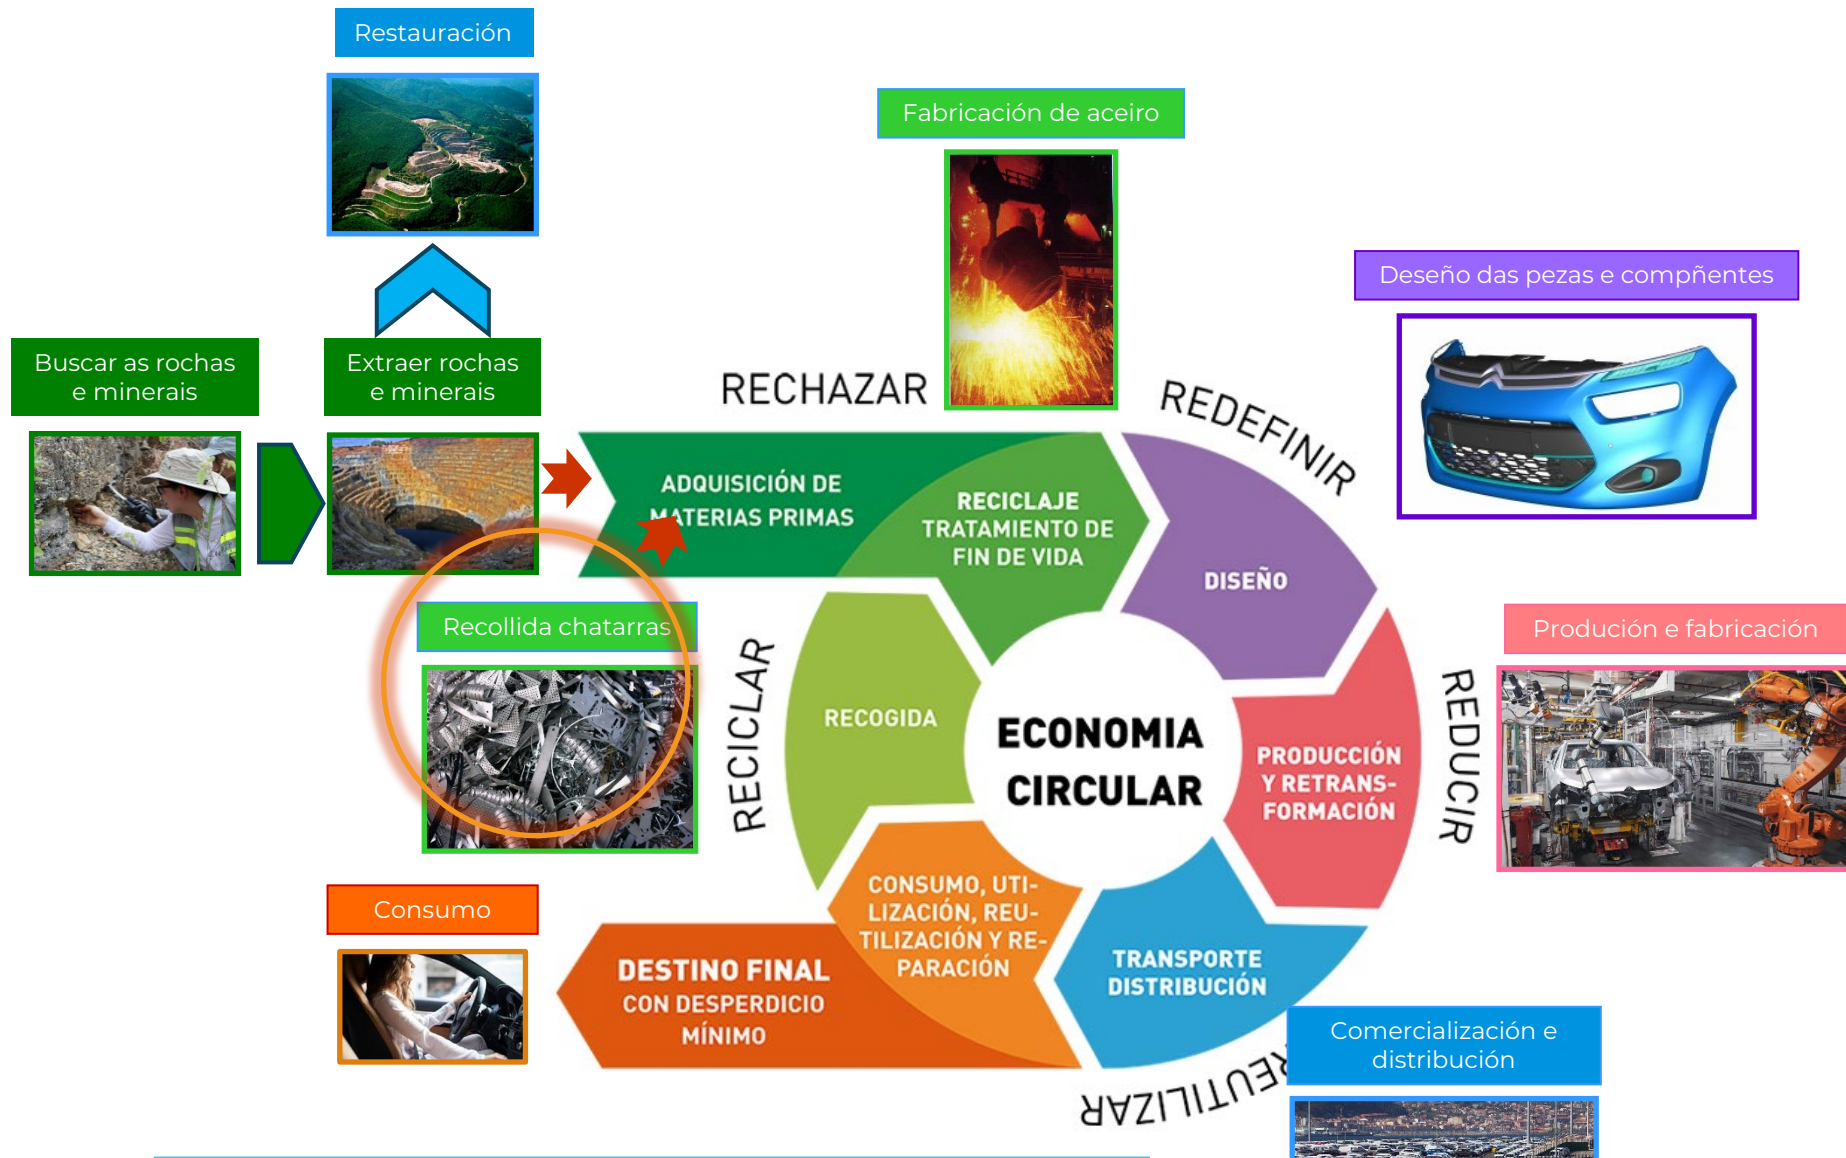 Restauración
Fabricación de aceiro
Deseño das pezas e compñentes
Buscar as rochas
e minerais
Extraer rochas
e minerais
RECHAZAR
REDEFINIR
ADQUISICIÓN DE
MATERIAS PRIMAS
RECICLAJE
TRATAMIENTO DE
FIN DE VIDA
DISEÑO
Recollida chatarras
Produción e fabricación
RECICLAR
REDUCIR
RECOGIDA
ECONOMIA
CIRCULAR
PRODUCCIÓN
Y RETRANS-
FORMACIÓN
Consumo
CONSUMO, UTI-
LIZACIÓN, REU-
TILIZACIÓN Y RE-
PARACIÓN
DESTINO FINAL
CON DESPERDICIO
MÍNIMO
TRANSPORTE
DISTRIBUCIÓN
Comercialización e
distribución
REUTILIZAR